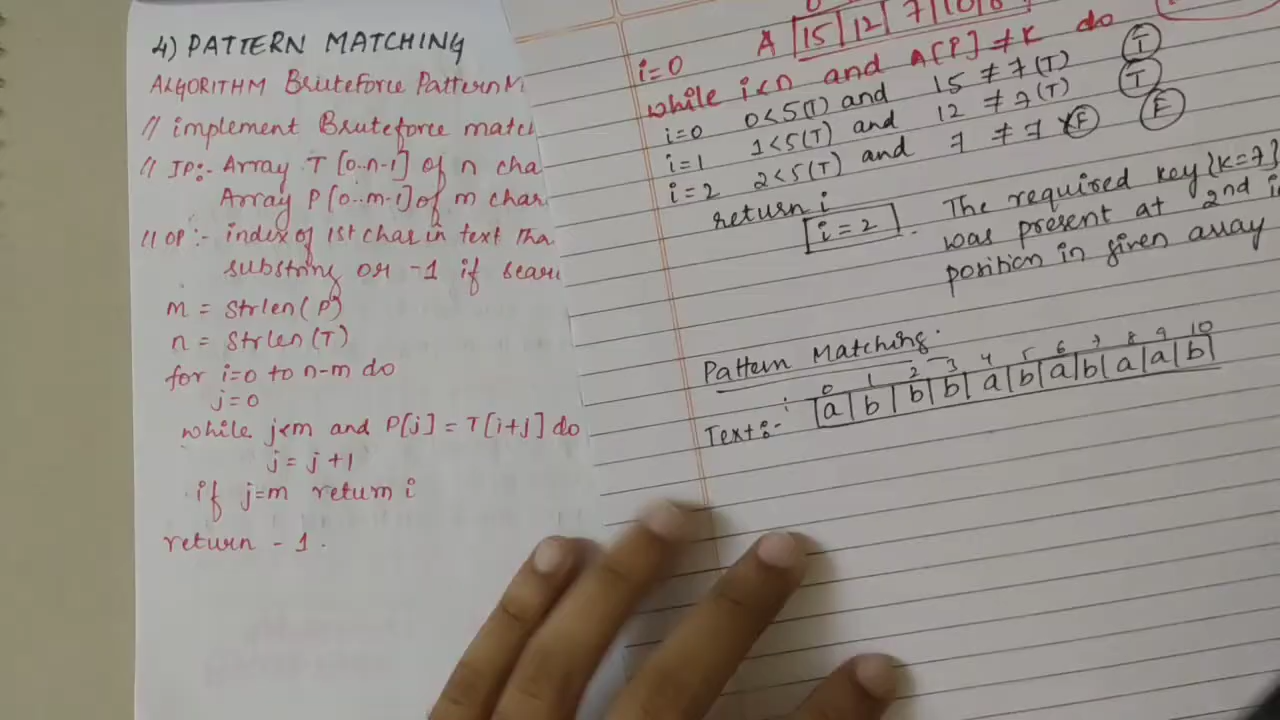 4) PATTERN MATCHING
ALGORITHM Bruteforce Pattern
// implement Bruteforce matc
// IP:- Array T [0..n-1] of n cha
Array P[0..m-1] of m char
// OP :- index of 1st char in text tha
substring or -1 if sear
m = strlen(P)
n = strlen(T)
for i=0 to n-m do
j=0
while j<m and P[j] = T[i+j] do
j = j+1
if j=m return i
return -1.
A 15 12 7
i=0
while i<n and A[P] ≠ K do
i=0 0<5(T) and 15 ≠ 7 (T) T
i=1 1<5(T) and 12 ≠ 7 (T) T
i=2 2<5(T) and 7 ≠ 7 (F) F
return i
[i=2]. The required key (K=7)
was present at 2nd i
position in given array
Pattern Matching.
i 0 1 2 3 4 5 6 7 8 9 10
Text:- a b b b a b a b a a b